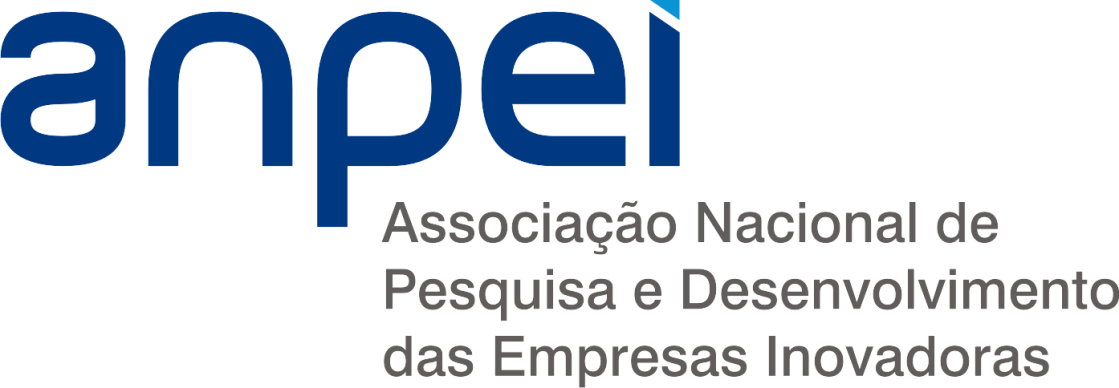 anpei
Associação Nacional de
Pesquisa e Desenvolvimento
das Empresas Inovadoras